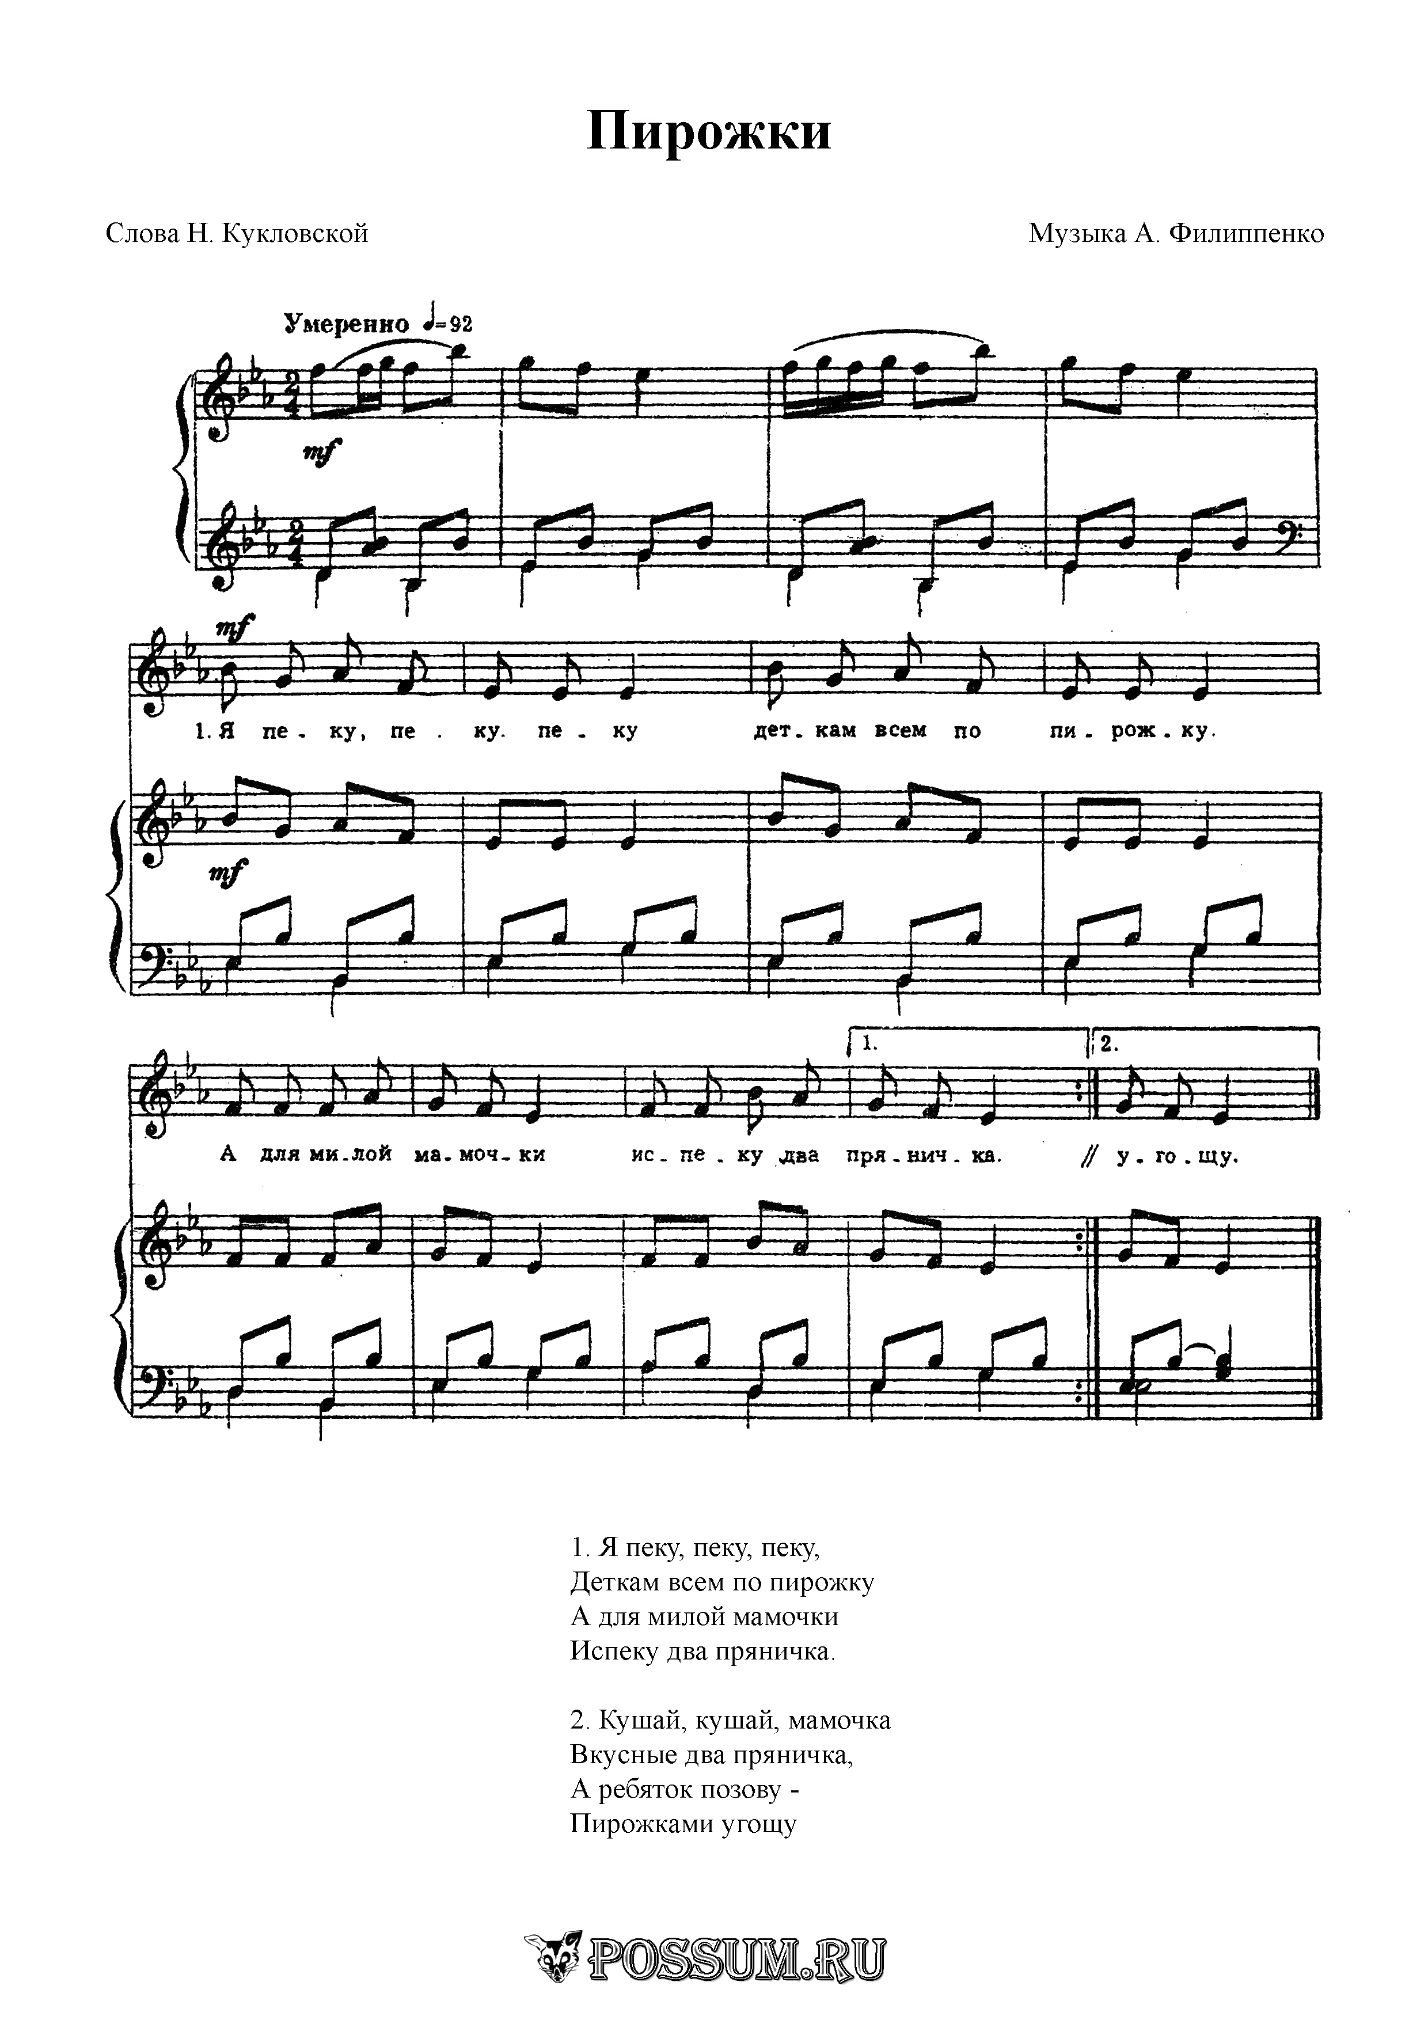 Пирожки
Слова Н. Кукловской
Музыка А. Филиппенко
Умеренно ♩=92
mf
mf
1. Я пе - ку, пе - ку. пе - ку дет - кам всем по пи - рож - ку.
mf
1. 2.
А для ми - лой ма - моч - ки ис - пе - ку два пря - нич - ка. // у - го - щу.
1. Я пеку, пеку, пеку,
Деткам всем по пирожку
А для милой мамочки
Испеку два пряничка.
2. Кушай, кушай, мамочка
Вкусные два пряничка,
А ребяток позову -
Пирожками угощу
POSSUM.RU